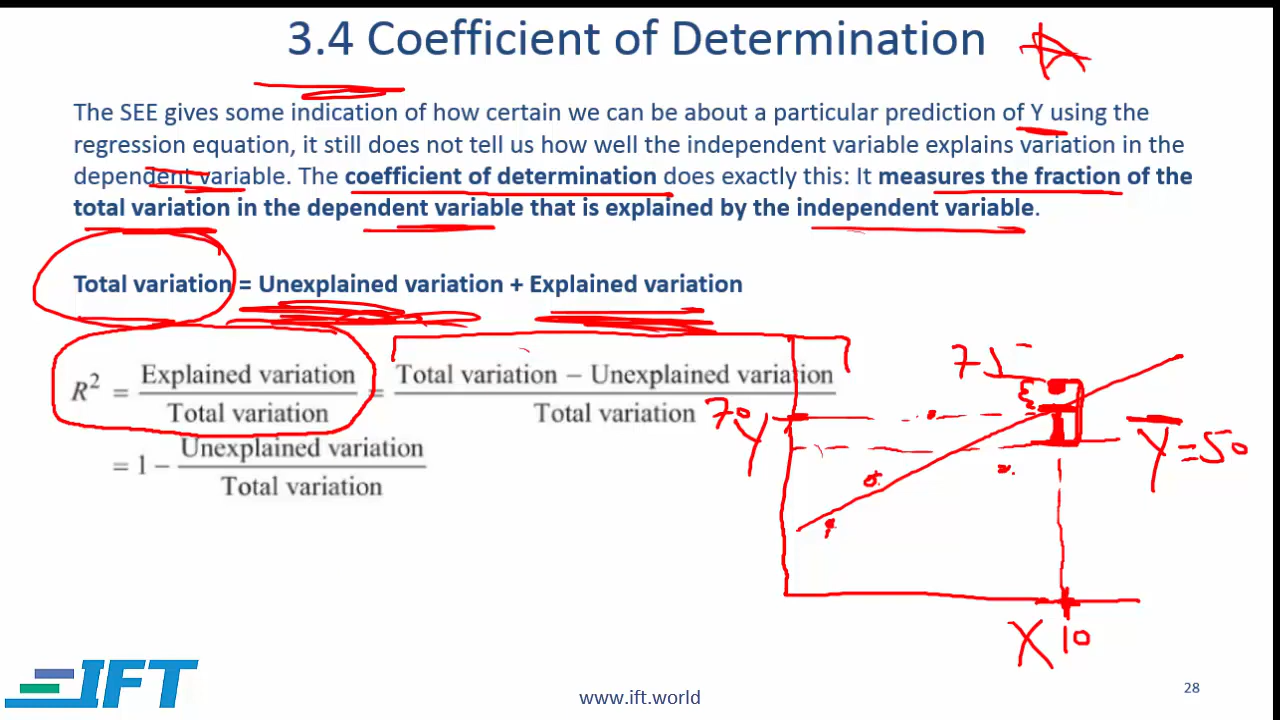 3.4 Coefficient of Determination
The SEE gives some indication of how certain we can be about a particular prediction of Y using the
regression equation, it still does not tell us how well the independent variable explains variation in the
dependent variable. The coefficient of determination does exactly this: It measures the fraction of the
total variation in the dependent variable that is explained by the independent variable.
Total variation = Unexplained variation + Explained variation
R² = Explained variation / Total variation = Total variation − Unexplained variation / Total variation
= 1 − Unexplained variation / Total variation
70
Y
Y̅ = 50
X 10
IFT
www.ift.world
28